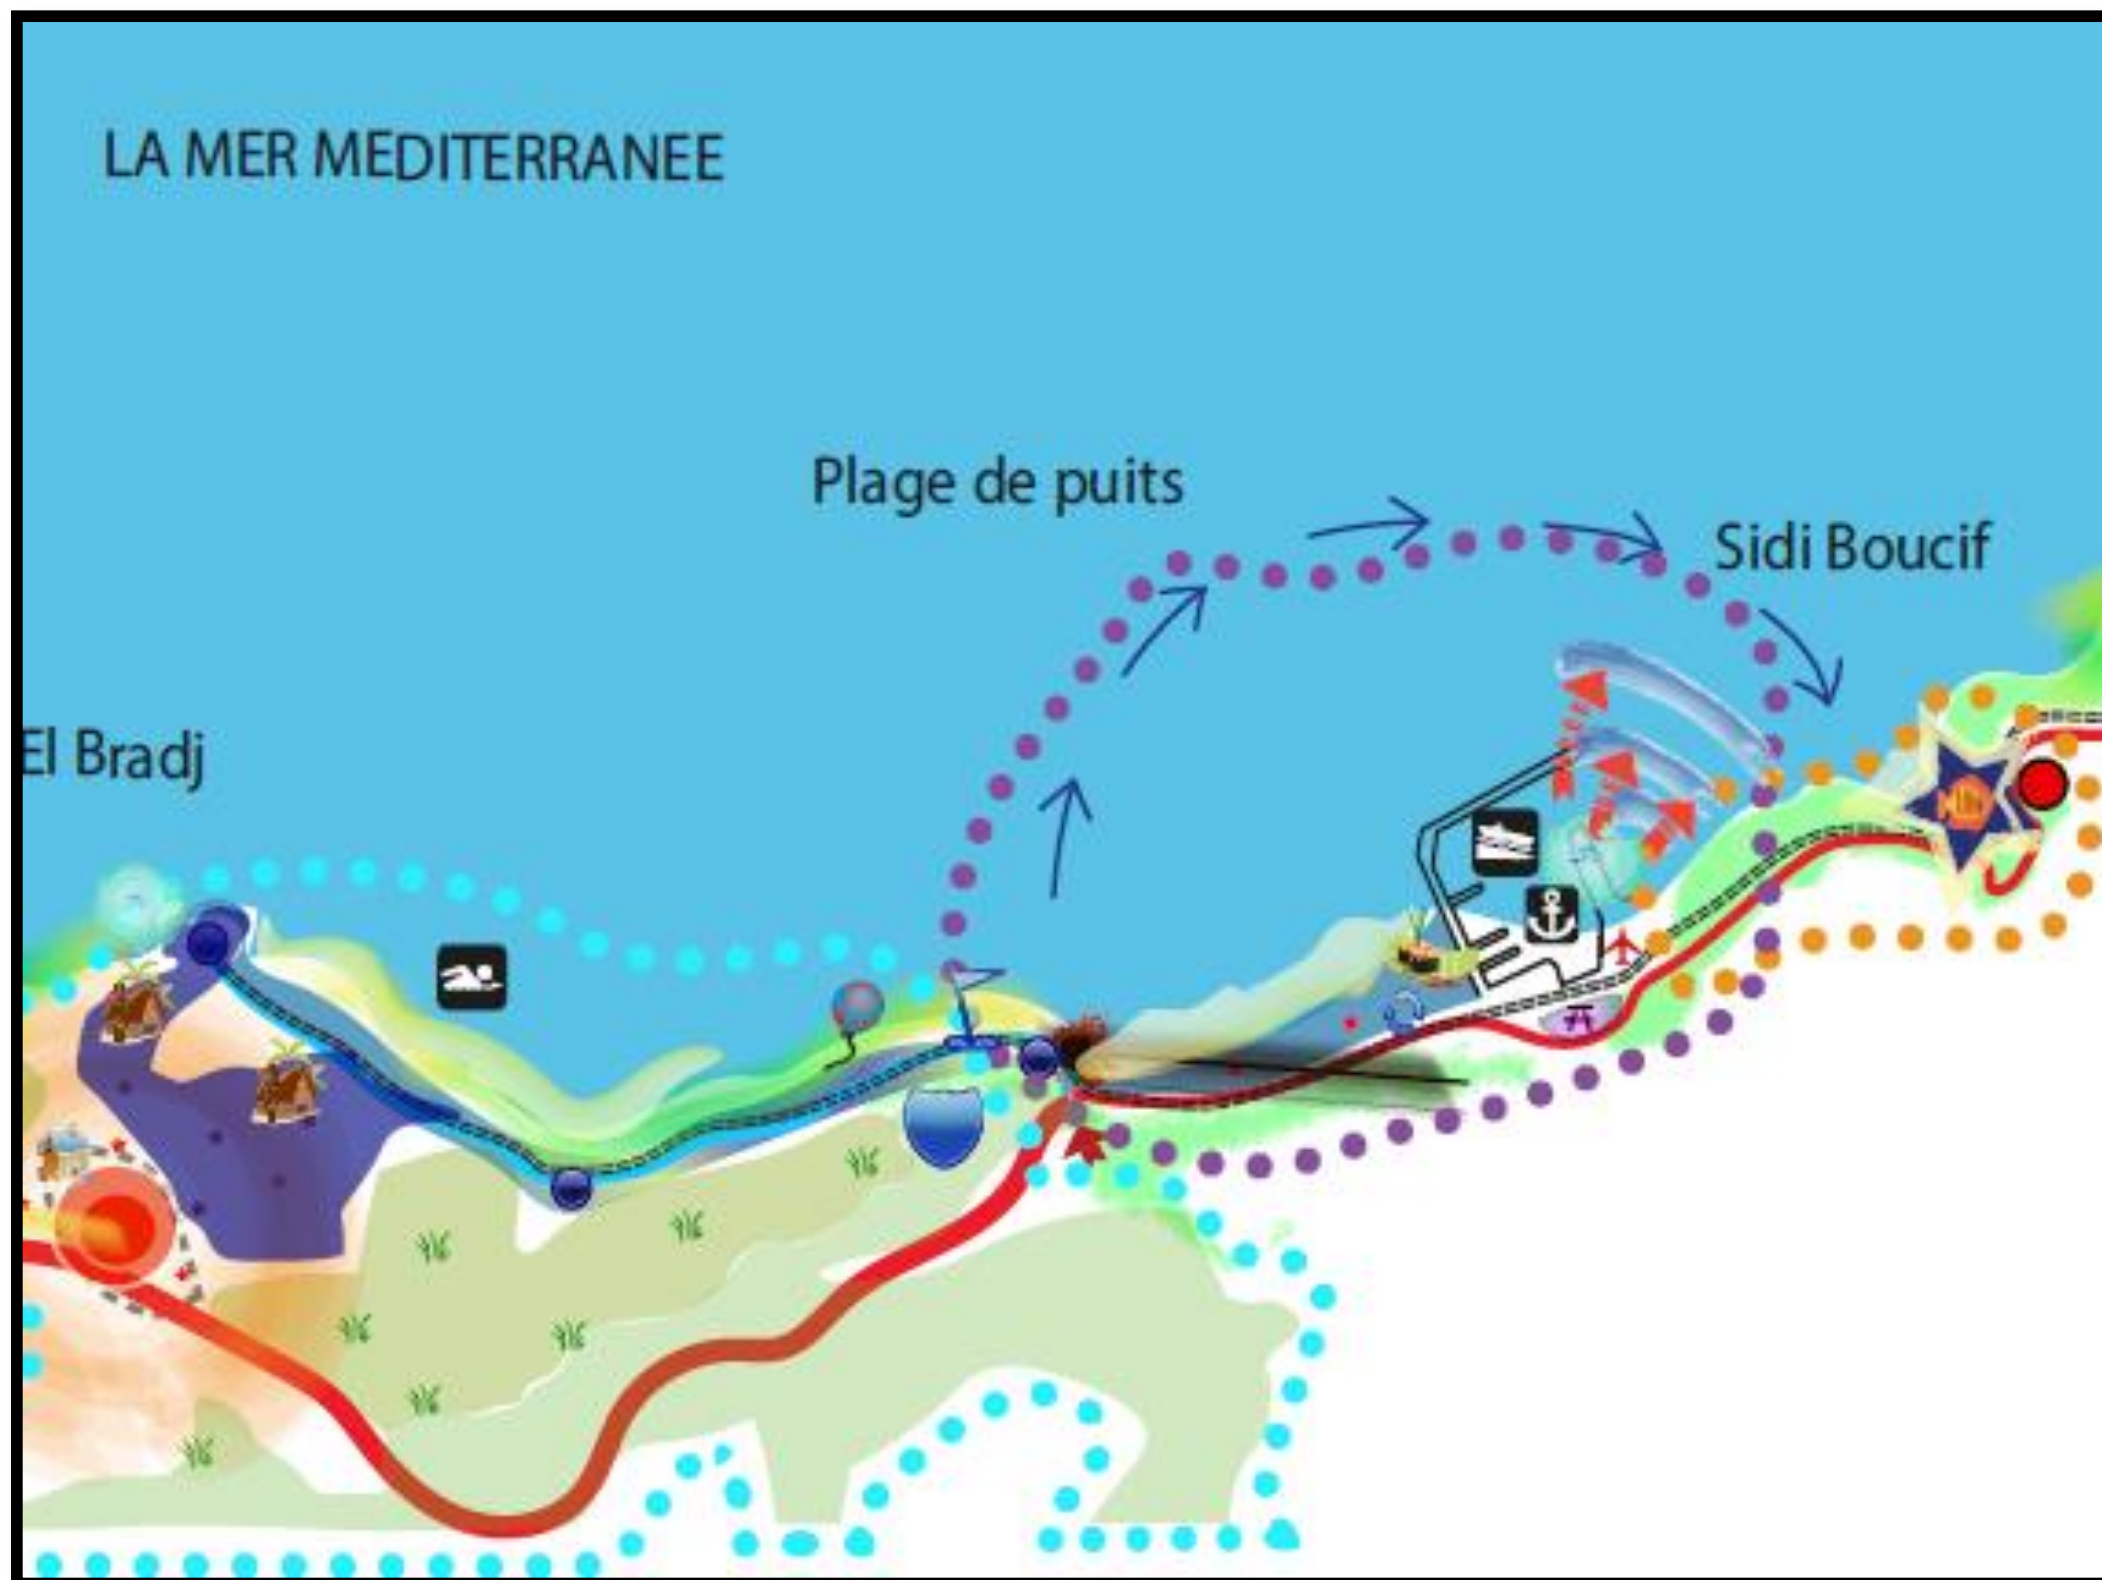 LA MER MEDITERRANEE
Plage de puits
Sidi Boucif
El Bradj